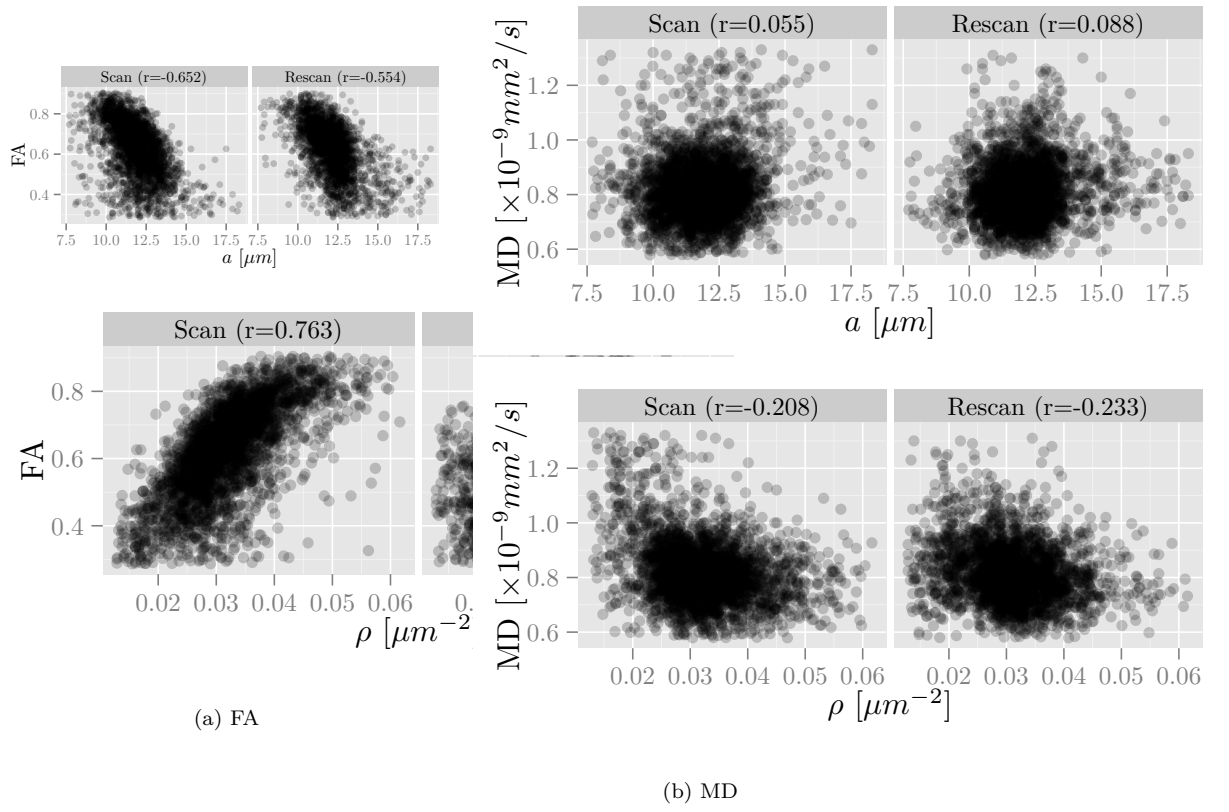 Scan (r=-0.652) Rescan (r=-0.554)
FA
0.8
0.6
0.4
7.5 10.0 12.5 15.0 17.5 7.5 10.0 12.5 15.0 17.5
a [μm]
Scan (r=0.763)
FA
0.8
0.6
0.4
0.02 0.03 0.04 0.05 0.06 0.
ρ [μm⁻²
(a) FA
Scan (r=0.055) Rescan (r=0.088)
MD [×10⁻⁹mm²/s]
1.2
1.0
0.8
0.6
7.5 10.0 12.5 15.0 17.5 7.5 10.0 12.5 15.0 17.5
a [μm]
Scan (r=-0.208) Rescan (r=-0.233)
MD [×10⁻⁹mm²/s]
1.2
1.0
0.8
0.6
0.02 0.03 0.04 0.05 0.06 0.02 0.03 0.04 0.05 0.06
ρ [μm⁻²]
(b) MD